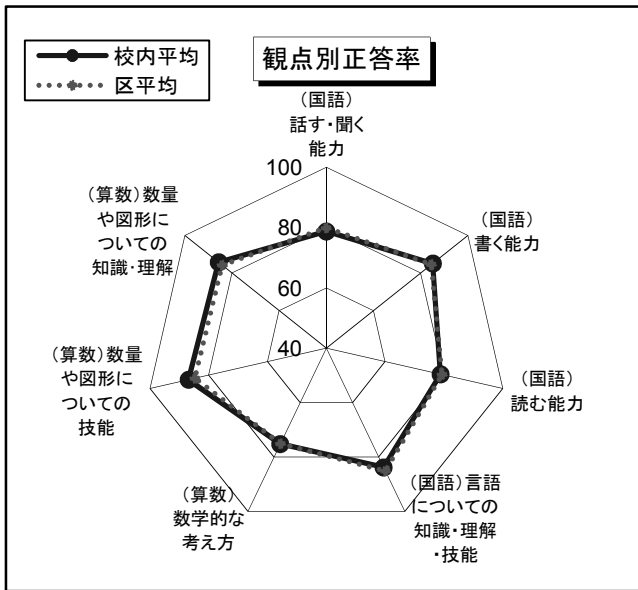 校内平均
区平均
観点別正答率
(国語)
話す・聞く
能力
(国語)
書く能力
(国語)
読む能力
(国語)言語
についての
知識・理解
・技能
(算数)
数学的な
考え方
(算数)数量
や図形に
ついての
技能
(算数)数量
や図形に
ついての
知識・理解
100
80
60
40